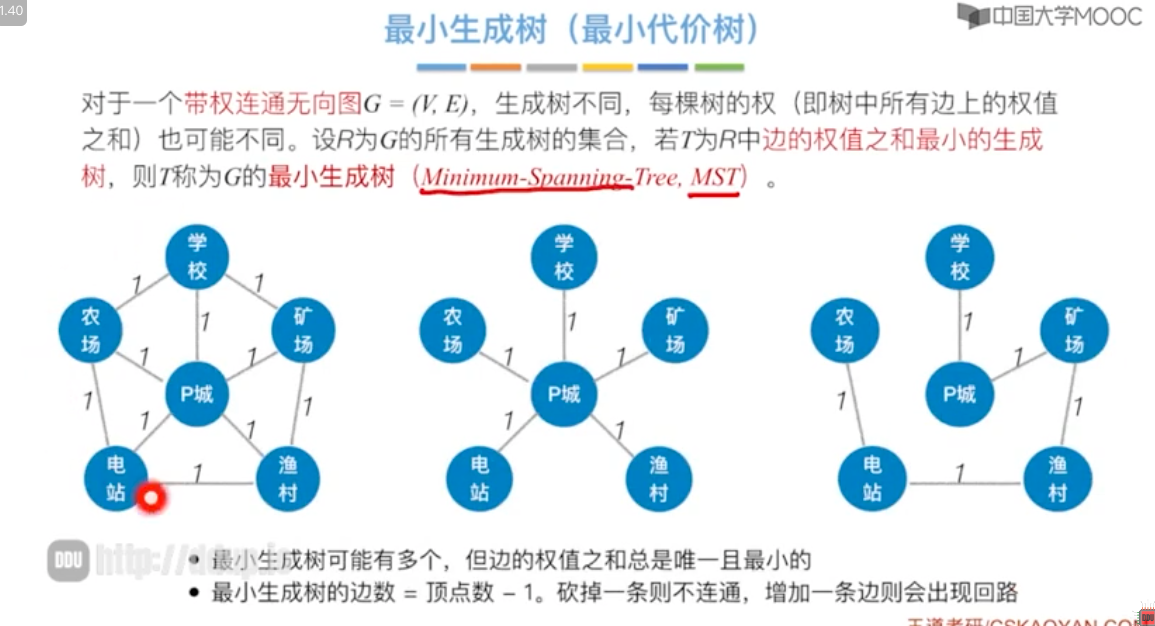 1.40
中国大学MOOC
最小生成树（最小代价树）
对于一个带权连通无向图G = (V, E)，生成树不同，每棵树的权（即树中所有边上的权值
之和）也可能不同。设R为G的所有生成树的集合，若T为R中边的权值之和最小的生成
树，则T称为G的最小生成树（Minimum-Spanning-Tree, MST）。
学
校
农
场
矿
场
P城
电
站
渔
村
1
1
1
1
1
1
1
1
1
1
学
校
农
场
矿
场
P城
电
站
渔
村
1
1
1
1
1
学
校
农
场
矿
场
P城
电
站
渔
村
1
1
1
1
1
DDU
• 最小生成树可能有多个，但边的权值之和总是唯一且最小的
• 最小生成树的边数 = 顶点数 - 1。砍掉一条则不连通，增加一条边则会出现回路
王道考研/CSKAOYAN.COM